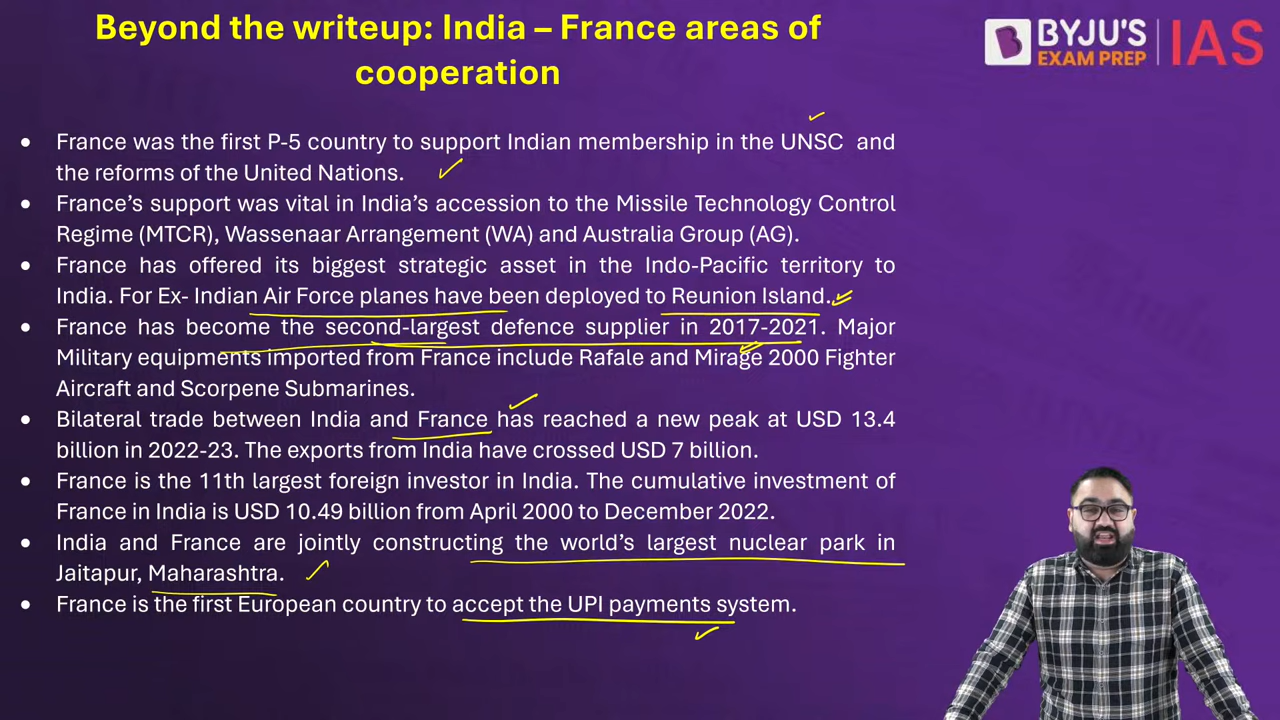 Beyond the writeup: India – France areas of
cooperation
BYJU'S
EXAM PREP
IAS
• France was the first P-5 country to support Indian membership in the UNSC and
the reforms of the United Nations.
• France's support was vital in India's accession to the Missile Technology Control
Regime (MTCR), Wassenaar Arrangement (WA) and Australia Group (AG).
• France has offered its biggest strategic asset in the Indo-Pacific territory to
India. For Ex- Indian Air Force planes have been deployed to Reunion Island.
• France has become the second-largest defence supplier in 2017-2021. Major
Military equipments imported from France include Rafale and Mirage 2000 Fighter
Aircraft and Scorpene Submarines.
• Bilateral trade between India and France has reached a new peak at USD 13.4
billion in 2022-23. The exports from India have crossed USD 7 billion.
• France is the 11th largest foreign investor in India. The cumulative investment of
France in India is USD 10.49 billion from April 2000 to December 2022.
• India and France are jointly constructing the world's largest nuclear park in
Jaitapur, Maharashtra.
• France is the first European country to accept the UPI payments system.